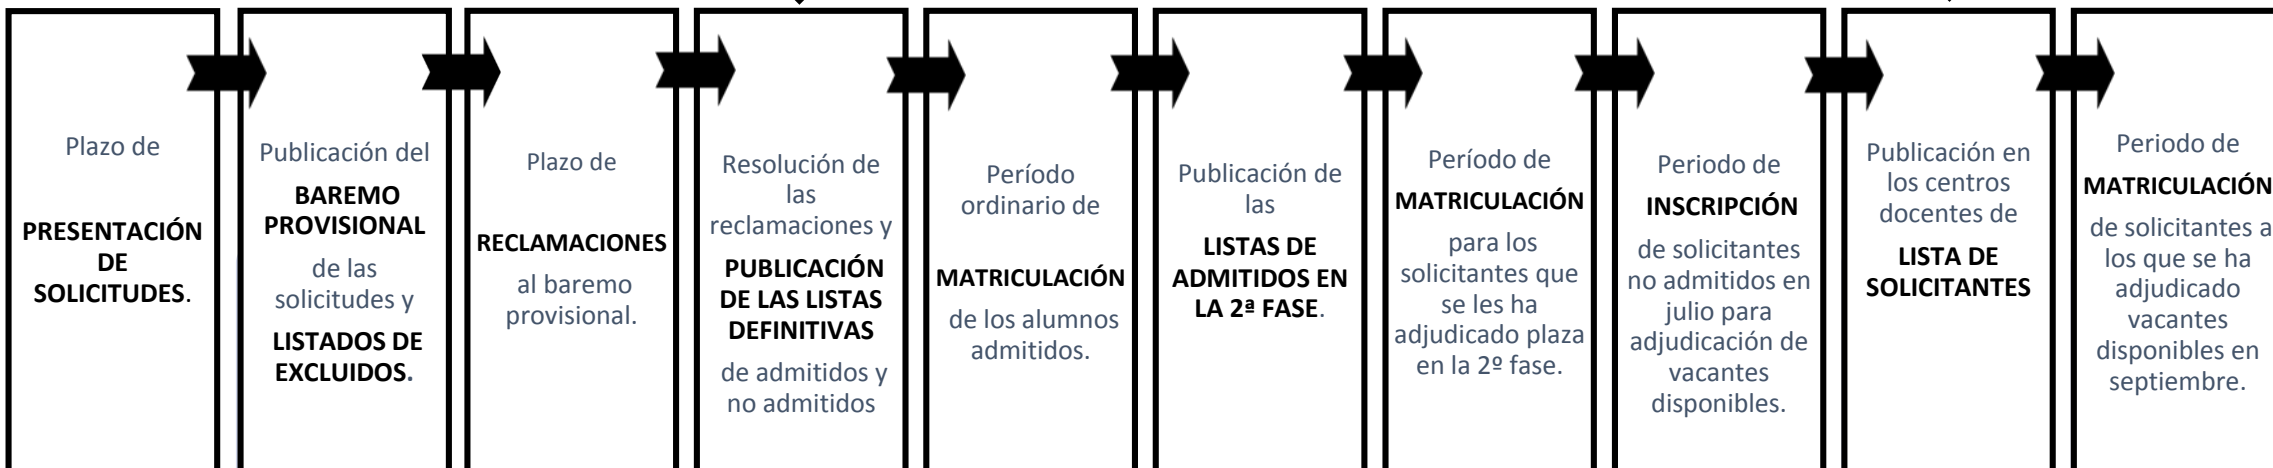 Plazo de
PRESENTACIÓN
DE
SOLICITUDES.
Publicación del
BAREMO
PROVISIONAL
de las
solicitudes y
LISTADOS DE
EXCLUIDOS.
Plazo de
RECLAMACIONES
al baremo
provisional.
Resolución de
las
reclamaciones y
PUBLICACIÓN
DE LAS LISTAS
DEFINITIVAS
de admitidos y
no admitidos
Período
ordinario de
MATRICULACIÓN
de los alumnos
admitidos.
Publicación de
las
LISTAS DE
ADMITIDOS EN
LA 2ª FASE.
Período de
MATRICULACIÓN
para los
solicitantes que
se les ha
adjudicado plaza
en la 2º fase.
Periodo de
INSCRIPCIÓN
de solicitantes
no admitidos en
julio para
adjudicación de
vacantes
disponibles.
Publicación en
los centros
docentes de
LISTA DE
SOLICITANTES
Periodo de
MATRICULACIÓN
de solicitantes a
los que se ha
adjudicado
vacantes
disponibles en
septiembre.